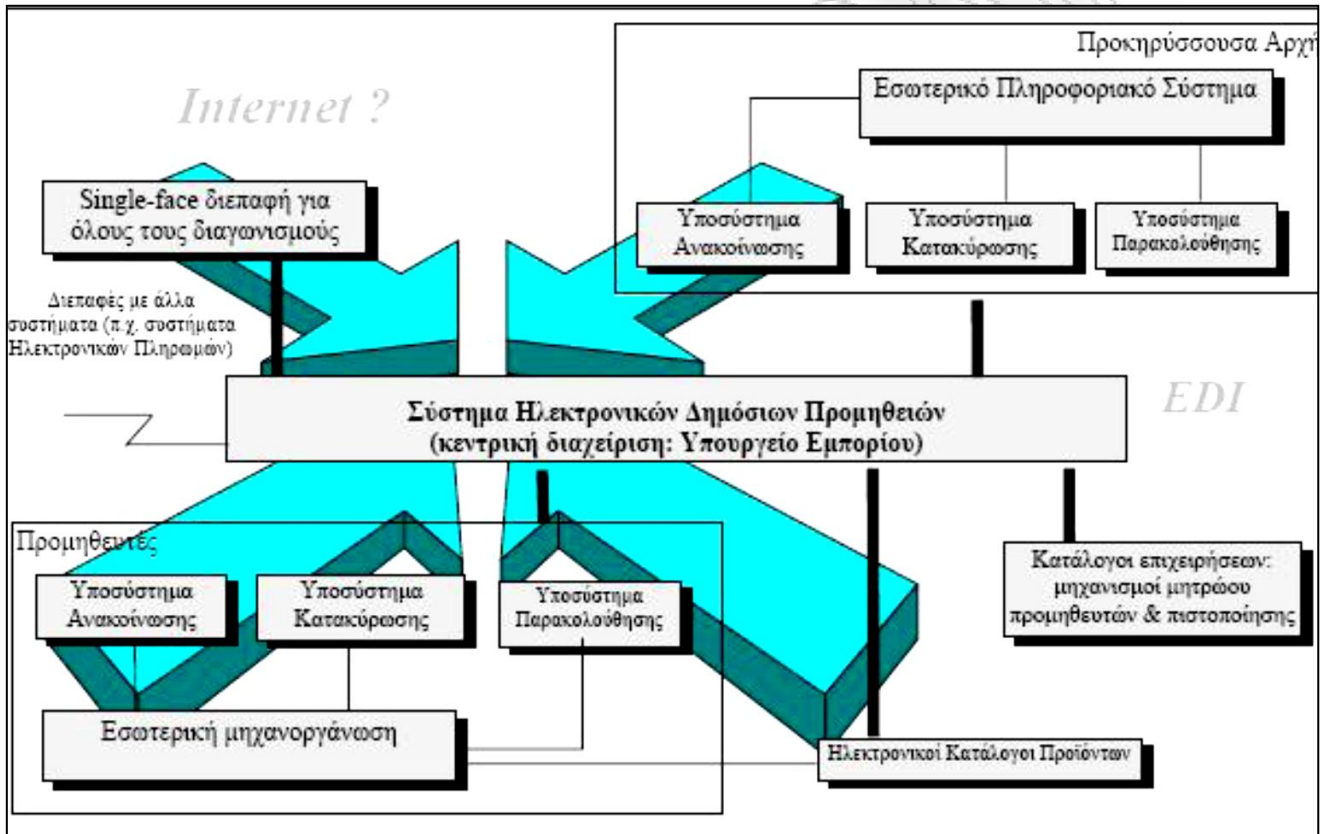 Προκηρύσσουσα Αρχή
Internet ?
Εσωτερικό Πληροφοριακό Σύστημα
Single-face διεπαφή για
όλους τους διαγωνισμούς
Υποσύστημα
Ανακοίνωσης
Υποσύστημα
Κατακύρωσης
Υποσύστημα
Παρακολούθησης
Διεπαφές με άλλα
συστήματα (π.χ. συστήματα
Ηλεκτρονικών Πληρωμών)
EDI
Σύστημα Ηλεκτρονικών Δημόσιων Προμηθειών
(κεντρική διαχείριση: Υπουργείο Εμπορίου)
Προμηθευτές
Υποσύστημα
Ανακοίνωσης
Υποσύστημα
Κατακύρωσης
Υποσύστημα
Παρακολούθησης
Κατάλογοι επιχειρήσεων:
μηχανισμοί μητρώου
προμηθευτών & πιστοποίησης
Εσωτερική μηχανοργάνωση
Ηλεκτρονικοί Κατάλογοι Προϊόντων